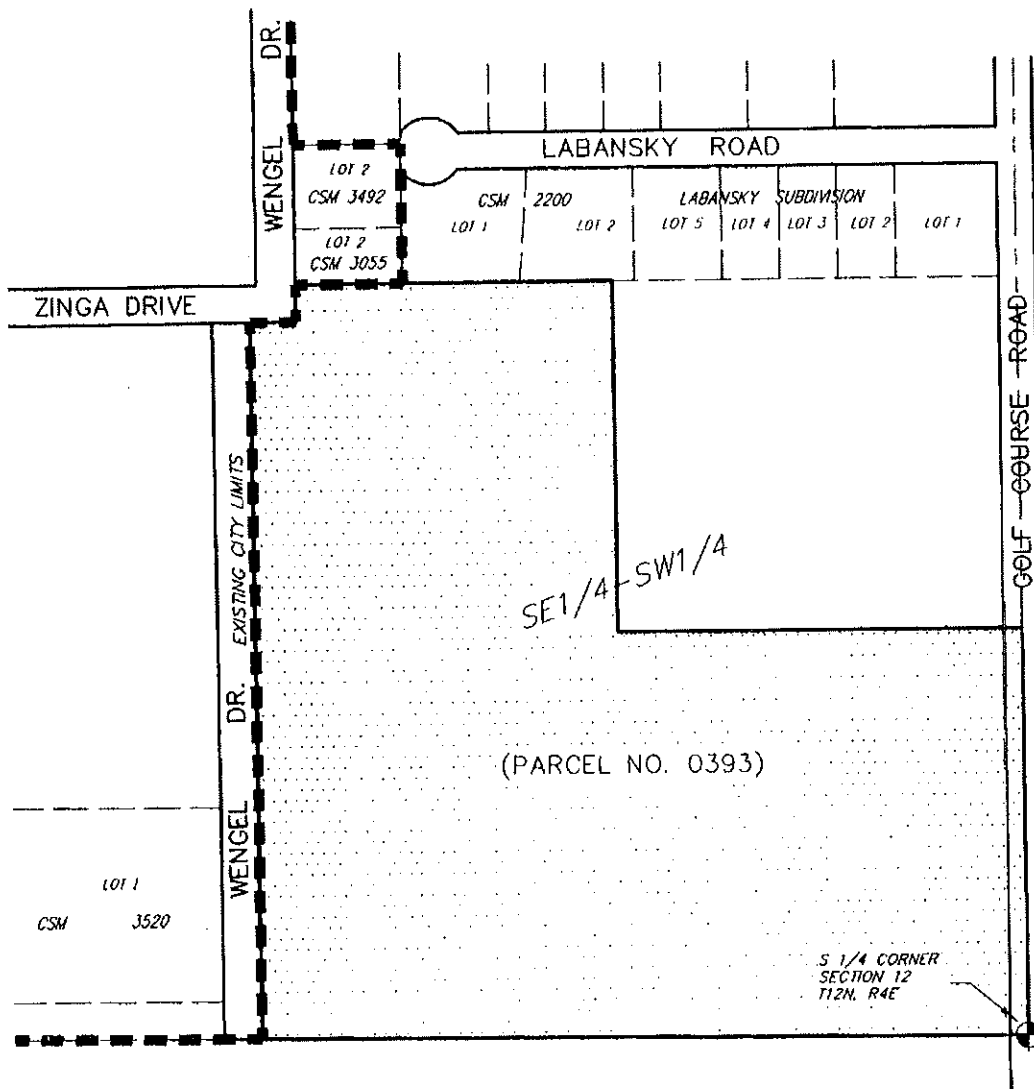 WENGEL DR.
LABANSKY ROAD
LOT 2
CSM 3492
LOT 2
CSM 3055
CSM 2200
LOT 1
LOT 2
LABANSKY SUBDIVISION
LOT 5
LOT 4
LOT 3
LOT 2
LOT 1
ZINGA DRIVE
GOLF COURSE ROAD
EXISTING CITY LIMITS
SE1/4-SW1/4
WENGEL DR.
(PARCEL NO. 0393)
LOT 1
CSM 3520
S 1/4 CORNER
SECTION 12
T12N, R4E